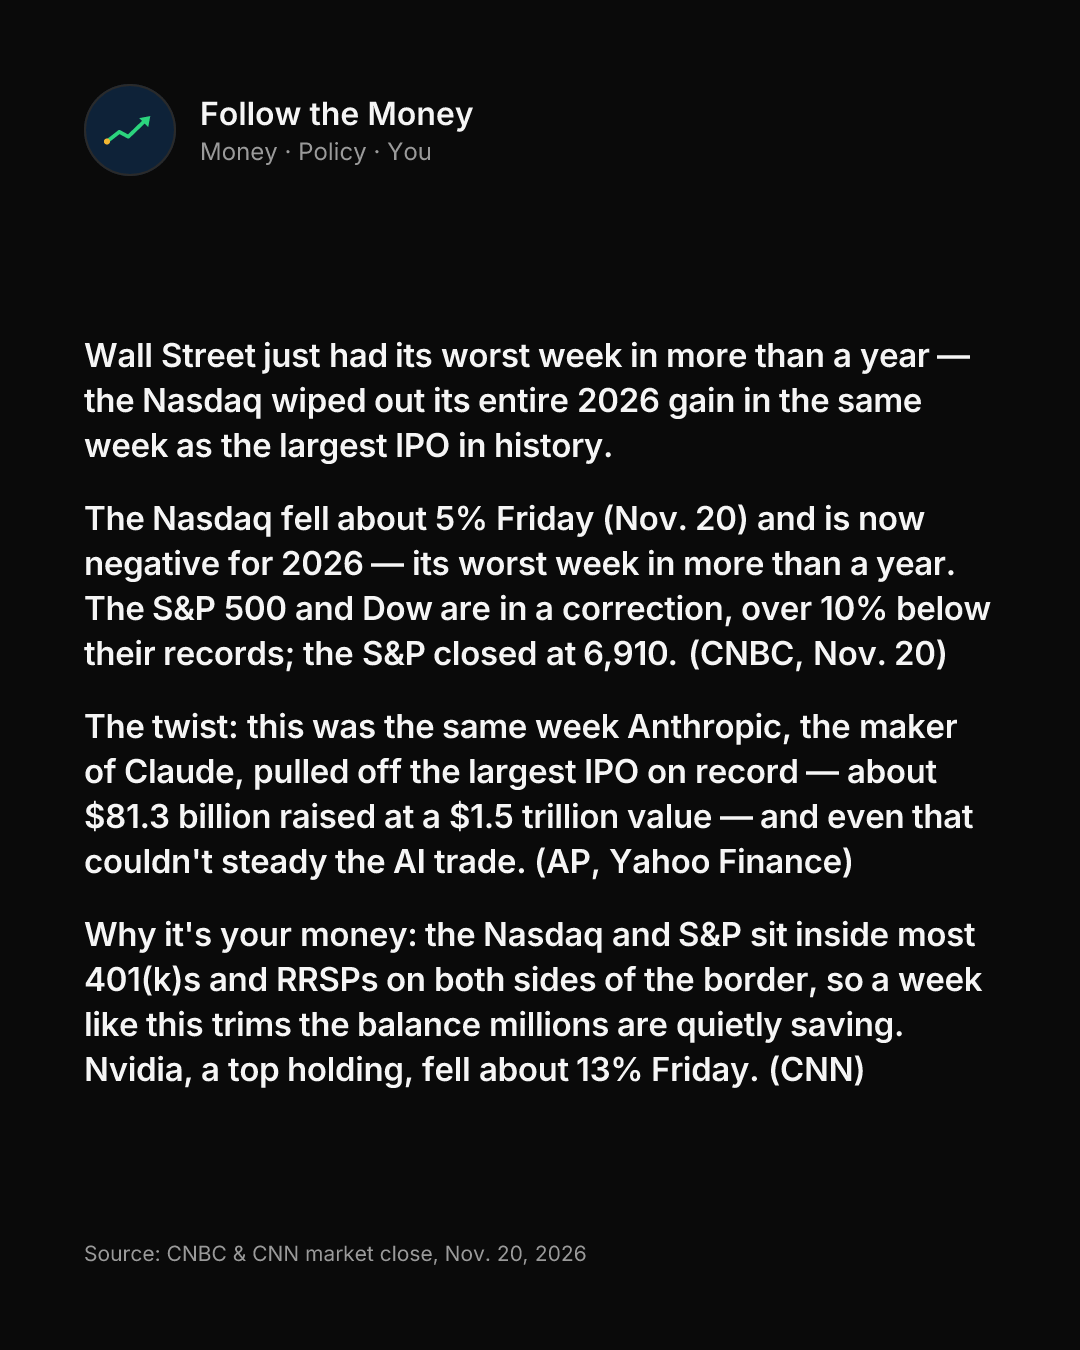 Follow the Money
Money · Policy · You
Wall Street just had its worst week in more than a year —
the Nasdaq wiped out its entire 2026 gain in the same
week as the largest IPO in history.
The Nasdaq fell about 5% Friday (Nov. 20) and is now
negative for 2026 — its worst week in more than a year.
The S&P 500 and Dow are in a correction, over 10% below
their records; the S&P closed at 6,910. (CNBC, Nov. 20)
The twist: this was the same week Anthropic, the maker
of Claude, pulled off the largest IPO on record — about
$81.3 billion raised at a $1.5 trillion value — and even that
couldn't steady the AI trade. (AP, Yahoo Finance)
Why it's your money: the Nasdaq and S&P sit inside most
401(k)s and RRSPs on both sides of the border, so a week
like this trims the balance millions are quietly saving.
Nvidia, a top holding, fell about 13% Friday. (CNN)
Source: CNBC & CNN market close, Nov. 20, 2026